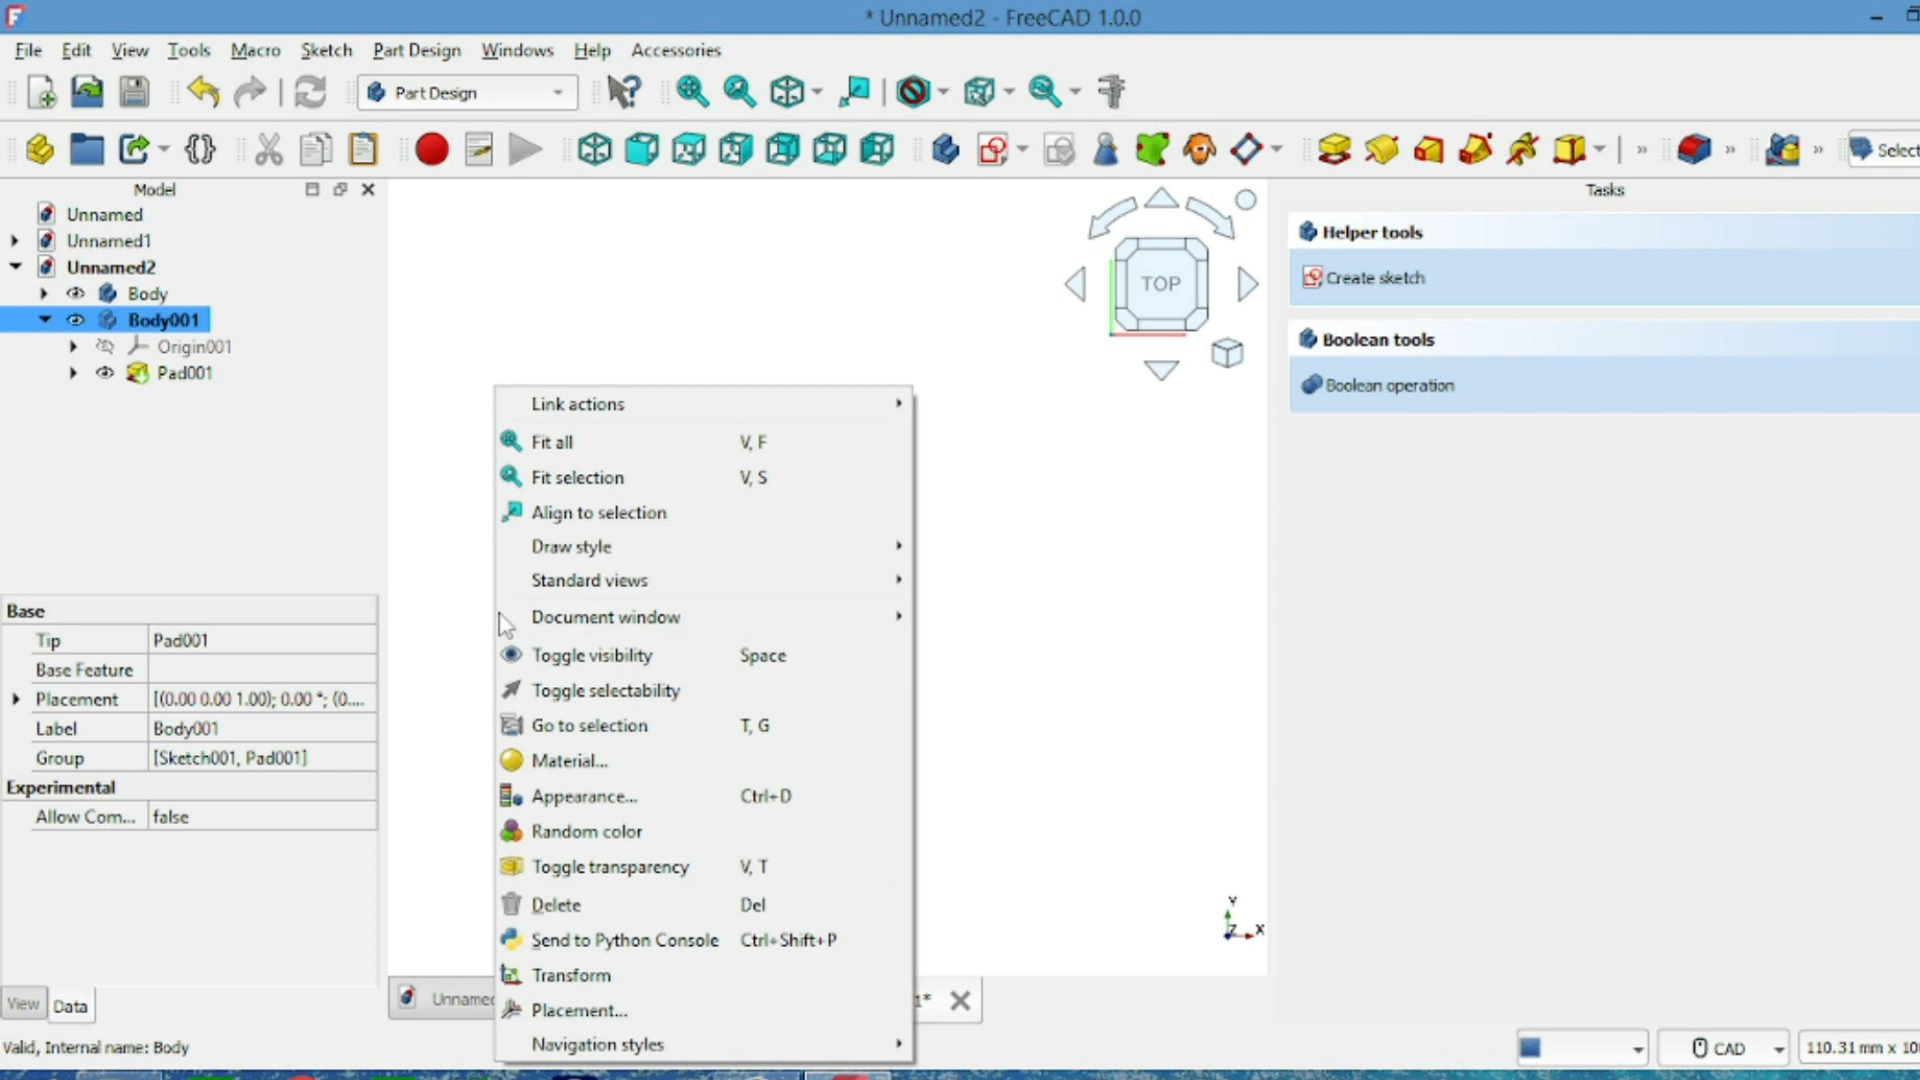 * Unnamed2 - FreeCAD 1.0.0
File Edit View Tools Macro Sketch Part Design Windows Help Accessories
Part Design
Select
Model
Tasks
Unnamed
Unnamed1
Unnamed2
Body
Body001
Origin001
Pad001
TOP
Helper tools
Create sketch
Boolean tools
Boolean operation
Link actions
Fit all V, F
Fit selection V, S
Align to selection
Draw style
Standard views
Document window
Toggle visibility Space
Toggle selectability
Go to selection T, G
Material...
Appearance... Ctrl+D
Random color
Toggle transparency V, T
Delete Del
Send to Python Console Ctrl+Shift+P
Transform
Placement...
Navigation styles
Base
Tip Pad001
Base Feature
Placement [(0.00 0.00 1.00); 0.00 °; (0....
Label Body001
Group [Sketch001, Pad001]
Experimental
Allow Com... false
Y
Z X
View Data
Unname
1*
Valid, Internal name: Body
CAD
110.31 mm x 10